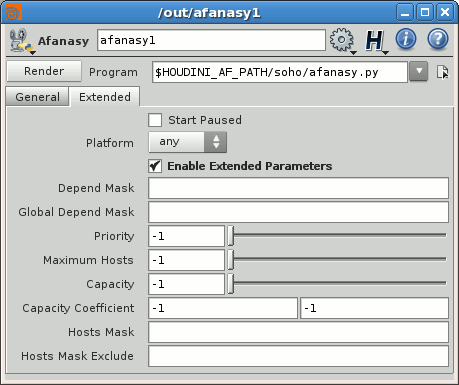 /out/afanasy1
Afanasy afanasy1
Render Program $HOUDINI_AF_PATH/soho/afanasy.py
General Extended
Start Paused
Platform any
Enable Extended Parameters
Depend Mask
Global Depend Mask
Priority -1
Maximum Hosts -1
Capacity -1
Capacity Coefficient -1 -1
Hosts Mask
Hosts Mask Exclude